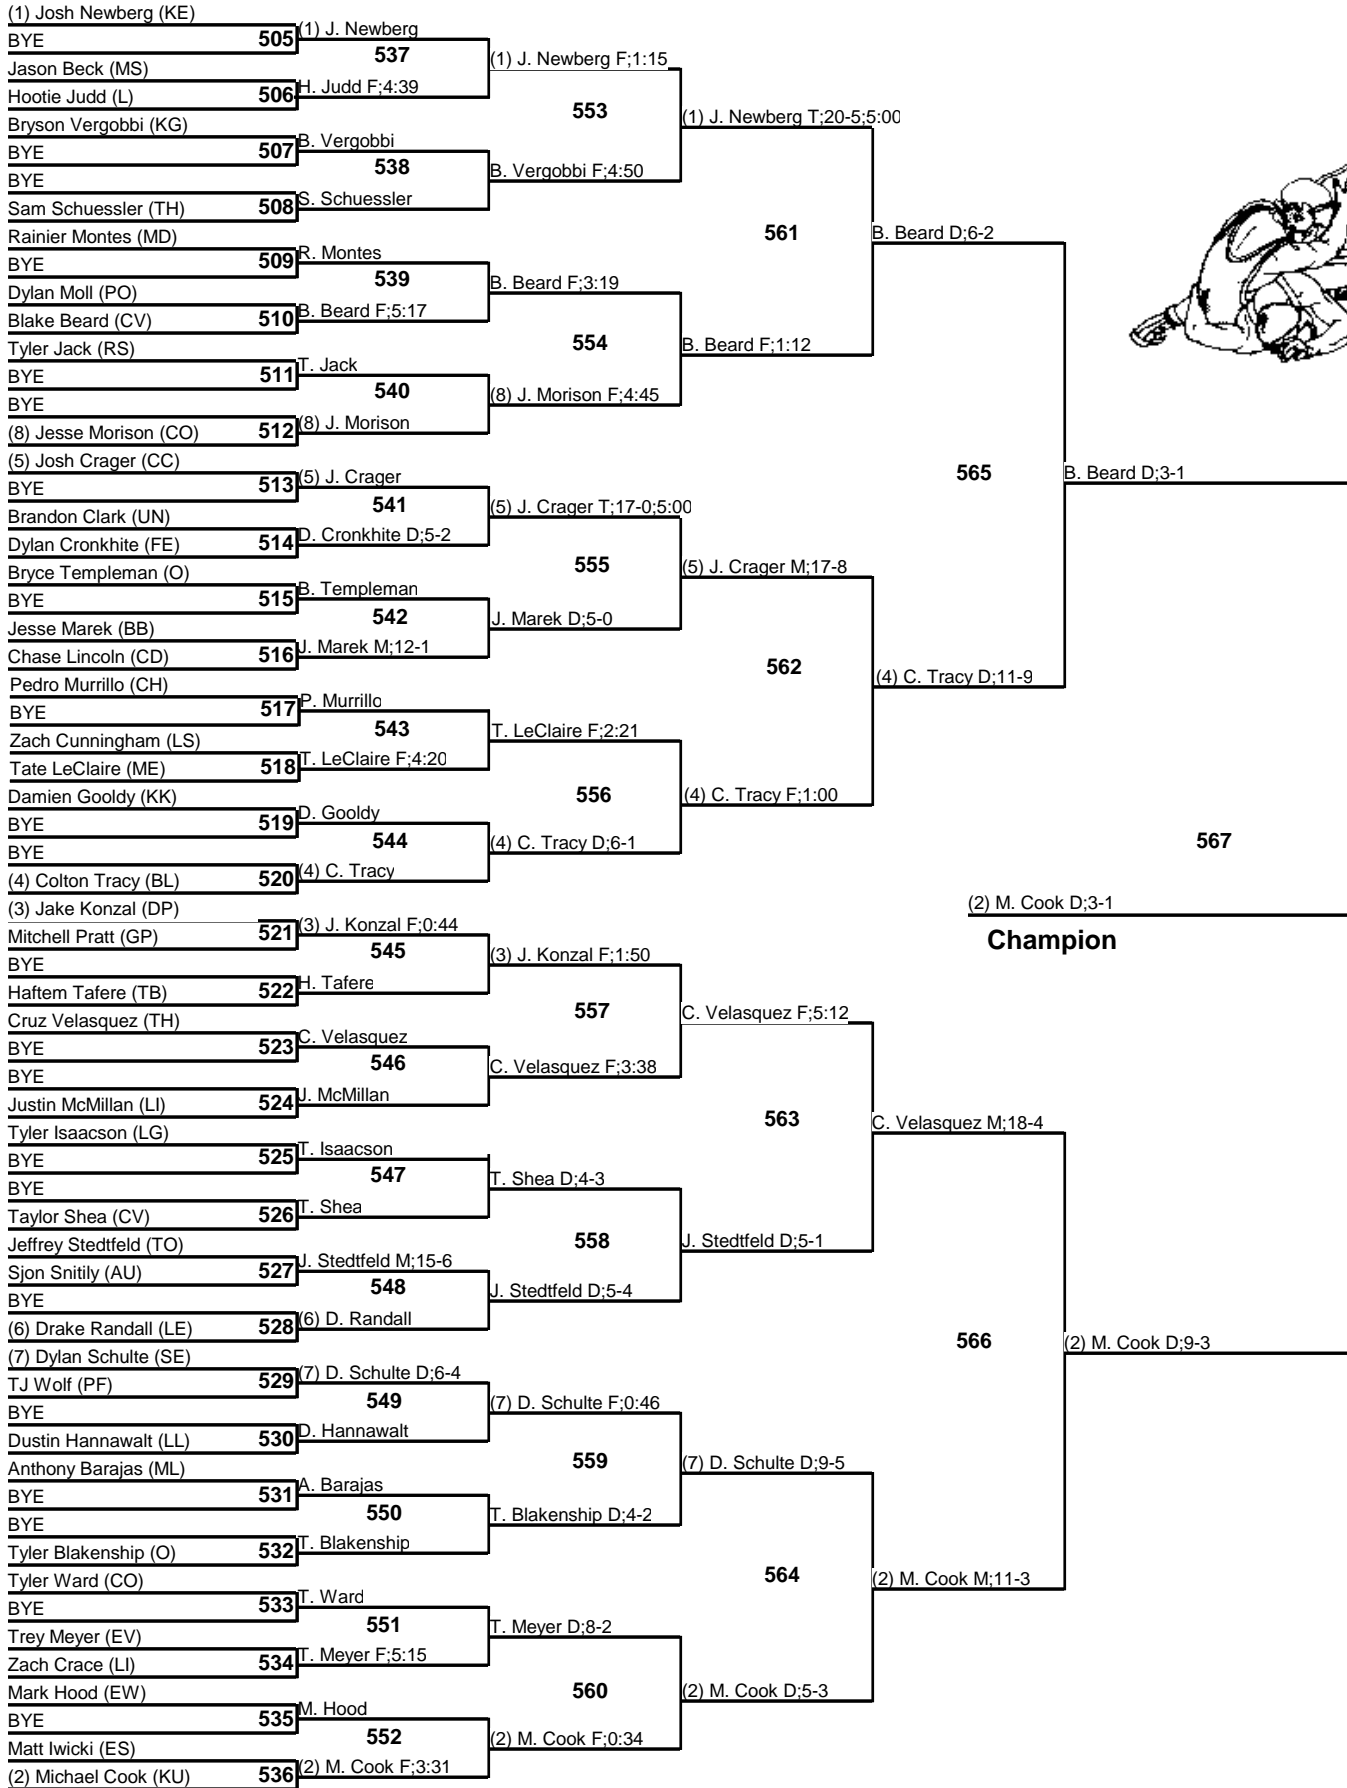 (1) Josh Newberg (KE)
BYE
505
Jason Beck (MS)
Hootie Judd (L)
506
Bryson Vergobbi (KG)
BYE
507
BYE
Sam Schuessler (TH)
508
Rainier Montes (MD)
BYE
509
Dylan Moll (PO)
Blake Beard (CV)
510
Tyler Jack (RS)
BYE
511
BYE
(8) Jesse Morison (CO)
512
(5) Josh Crager (CC)
BYE
513
Brandon Clark (UN)
Dylan Cronkhite (FE)
514
Bryce Templeman (O)
BYE
515
Jesse Marek (BB)
Chase Lincoln (CD)
516
Pedro Murrillo (CH)
BYE
517
Zach Cunningham (LS)
Tate LeClaire (ME)
518
Damien Gooldy (KK)
BYE
519
BYE
(4) Colton Tracy (BL)
520
(3) Jake Konzal (DP)
Mitchell Pratt (GP)
521
BYE
Haftem Tafere (TB)
522
Cruz Velasquez (TH)
BYE
523
BYE
Justin McMillan (LI)
524
Tyler Isaacson (LG)
BYE
525
BYE
Taylor Shea (CV)
526
Jeffrey Stedtfeld (TO)
Sjon Snitily (AU)
527
BYE
(6) Drake Randall (LE)
528
(7) Dylan Schulte (SE)
TJ Wolf (PF)
529
BYE
Dustin Hannawalt (LL)
530
Anthony Barajas (ML)
BYE
531
BYE
Tyler Blakenship (O)
532
Tyler Ward (CO)
BYE
533
Trey Meyer (EV)
Zach Crace (LI)
534
Mark Hood (EW)
BYE
535
Matt Iwicki (ES)
(2) Michael Cook (KU)
536
(1) J. Newberg
537
H. Judd F;4:39
B. Vergobbi
538
S. Schuessler
R. Montes
539
B. Beard F;5:17
T. Jack
540
(8) J. Morison
(5) J. Crager
541
D. Cronkhite D;5-2
B. Templeman
542
J. Marek M;12-1
P. Murrillo
543
T. LeClaire F;4:20
D. Gooldy
544
(4) C. Tracy
(3) J. Konzal F;0:44
545
H. Tafere
C. Velasquez
546
J. McMillan
T. Isaacson
547
T. Shea
J. Stedtfeld M;15-6
548
(6) D. Randall
(7) D. Schulte D;6-4
549
D. Hannawalt
A. Barajas
550
T. Blakenship
T. Ward
551
T. Meyer F;5:15
M. Hood
552
(2) M. Cook F;3:31
(1) J. Newberg F;1:15
553
B. Vergobbi F;4:50
B. Beard F;3:19
554
(8) J. Morison F;4:45
(5) J. Crager T;17-0;5:00
555
J. Marek D;5-0
T. LeClaire F;2:21
556
(4) C. Tracy D;6-1
(3) J. Konzal F;1:50
557
C. Velasquez F;3:38
T. Shea D;4-3
558
J. Stedtfeld D;5-4
(7) D. Schulte F;0:46
559
T. Blakenship D;4-2
T. Meyer D;8-2
560
(2) M. Cook F;0:34
(1) J. Newberg T;20-5;5:00
561
B. Beard F;1:12
(5) J. Crager M;17-8
562
(4) C. Tracy F;1:00
C. Velasquez F;5:12
563
J. Stedtfeld D;5-1
(7) D. Schulte D;9-5
564
(2) M. Cook D;5-3
B. Beard D;6-2
565
(4) C. Tracy D;11-9
C. Velasquez M;18-4
566
(2) M. Cook M;11-3
B. Beard D;3-1
567
(2) M. Cook D;9-3
(2) M. Cook D;3-1
Champion